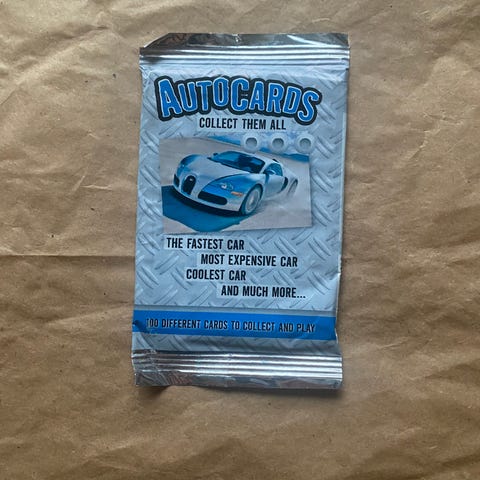 AUTOCARDS
COLLECT THEM ALL
THE FASTEST CAR
MOST EXPENSIVE CAR
COOLEST CAR
AND MUCH MORE...
100 DIFFERENT CARDS TO COLLECT AND PLAY